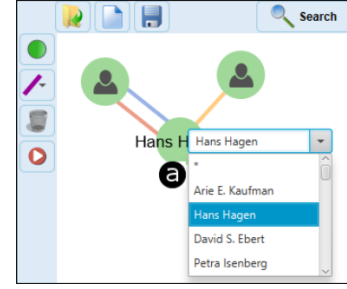 Search
Hans H
Hans Hagen
a
*
Arie E. Kaufman
Hans Hagen
David S. Ebert
Petra Isenberg